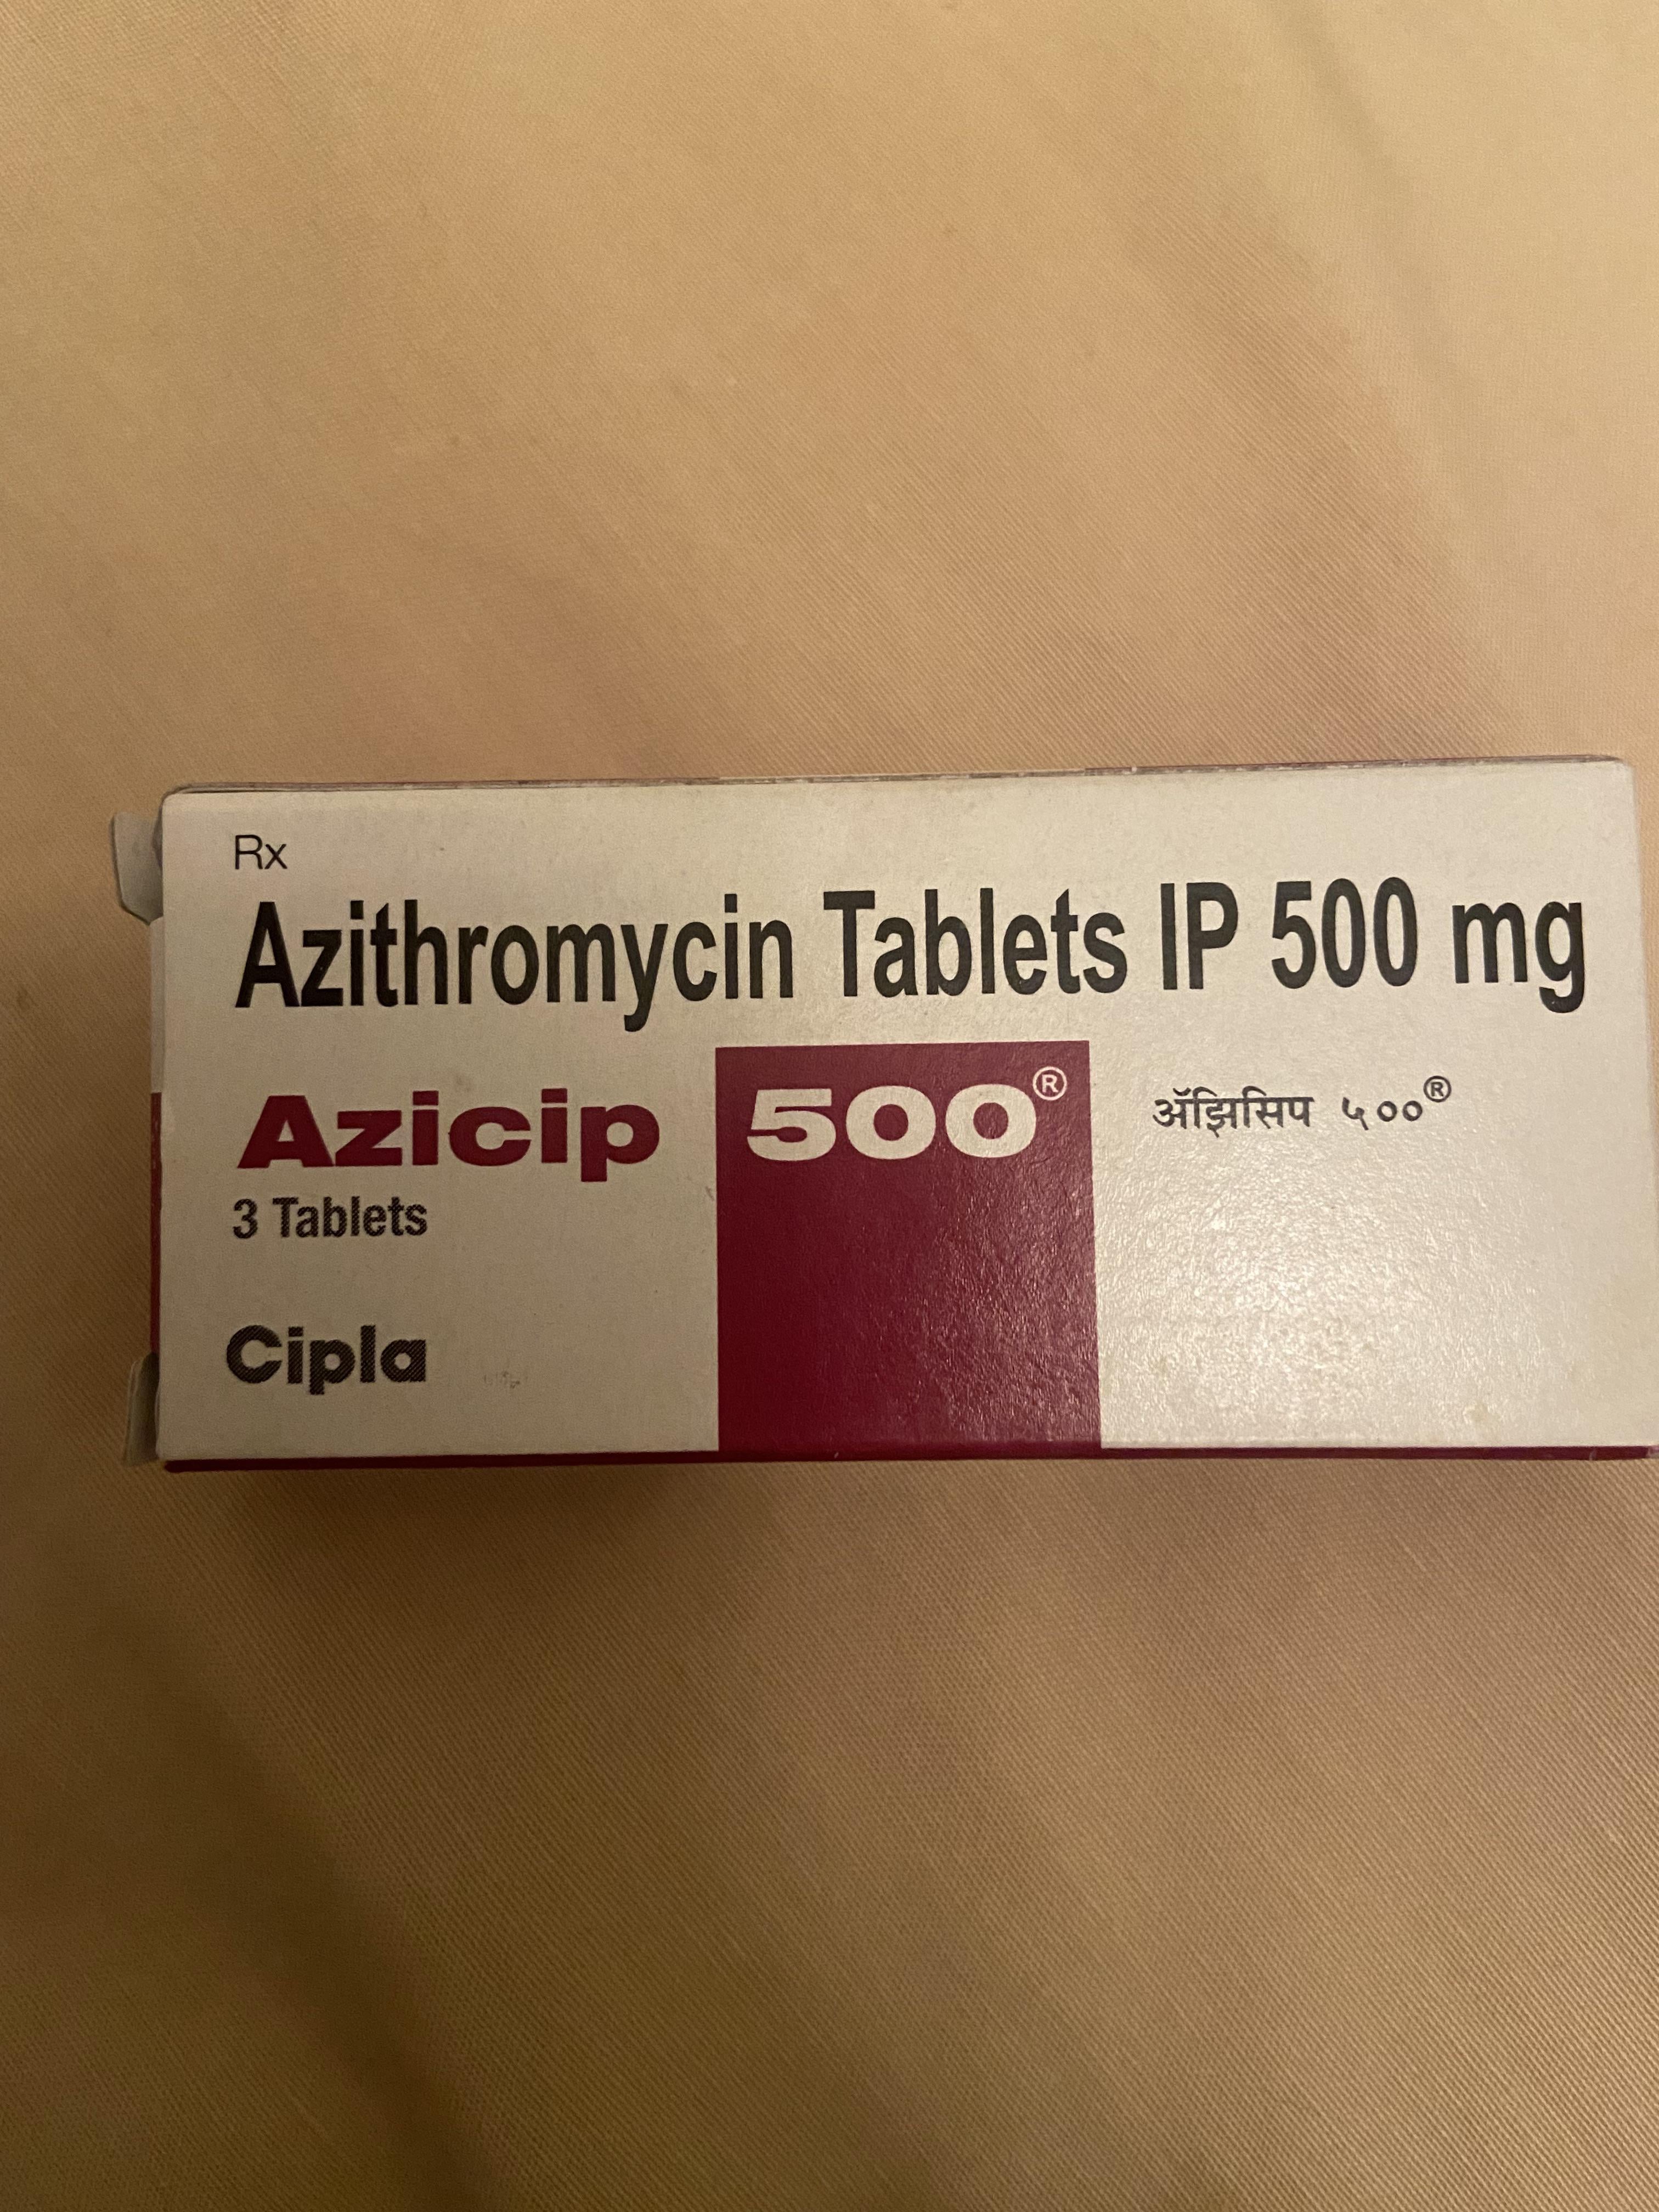 Rx
Azithromycin Tablets IP 500 mg
Azicip 500® ॲझिसिप ५००®
3 Tablets
Cipla